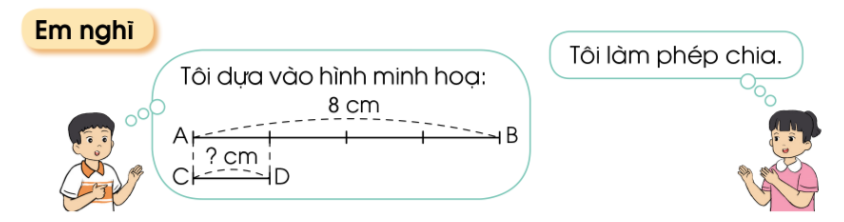 Em nghĩ
Tôi dựa vào hình minh hoạ:
8 cm
A
B
? cm
C
D
Tôi làm phép chia.